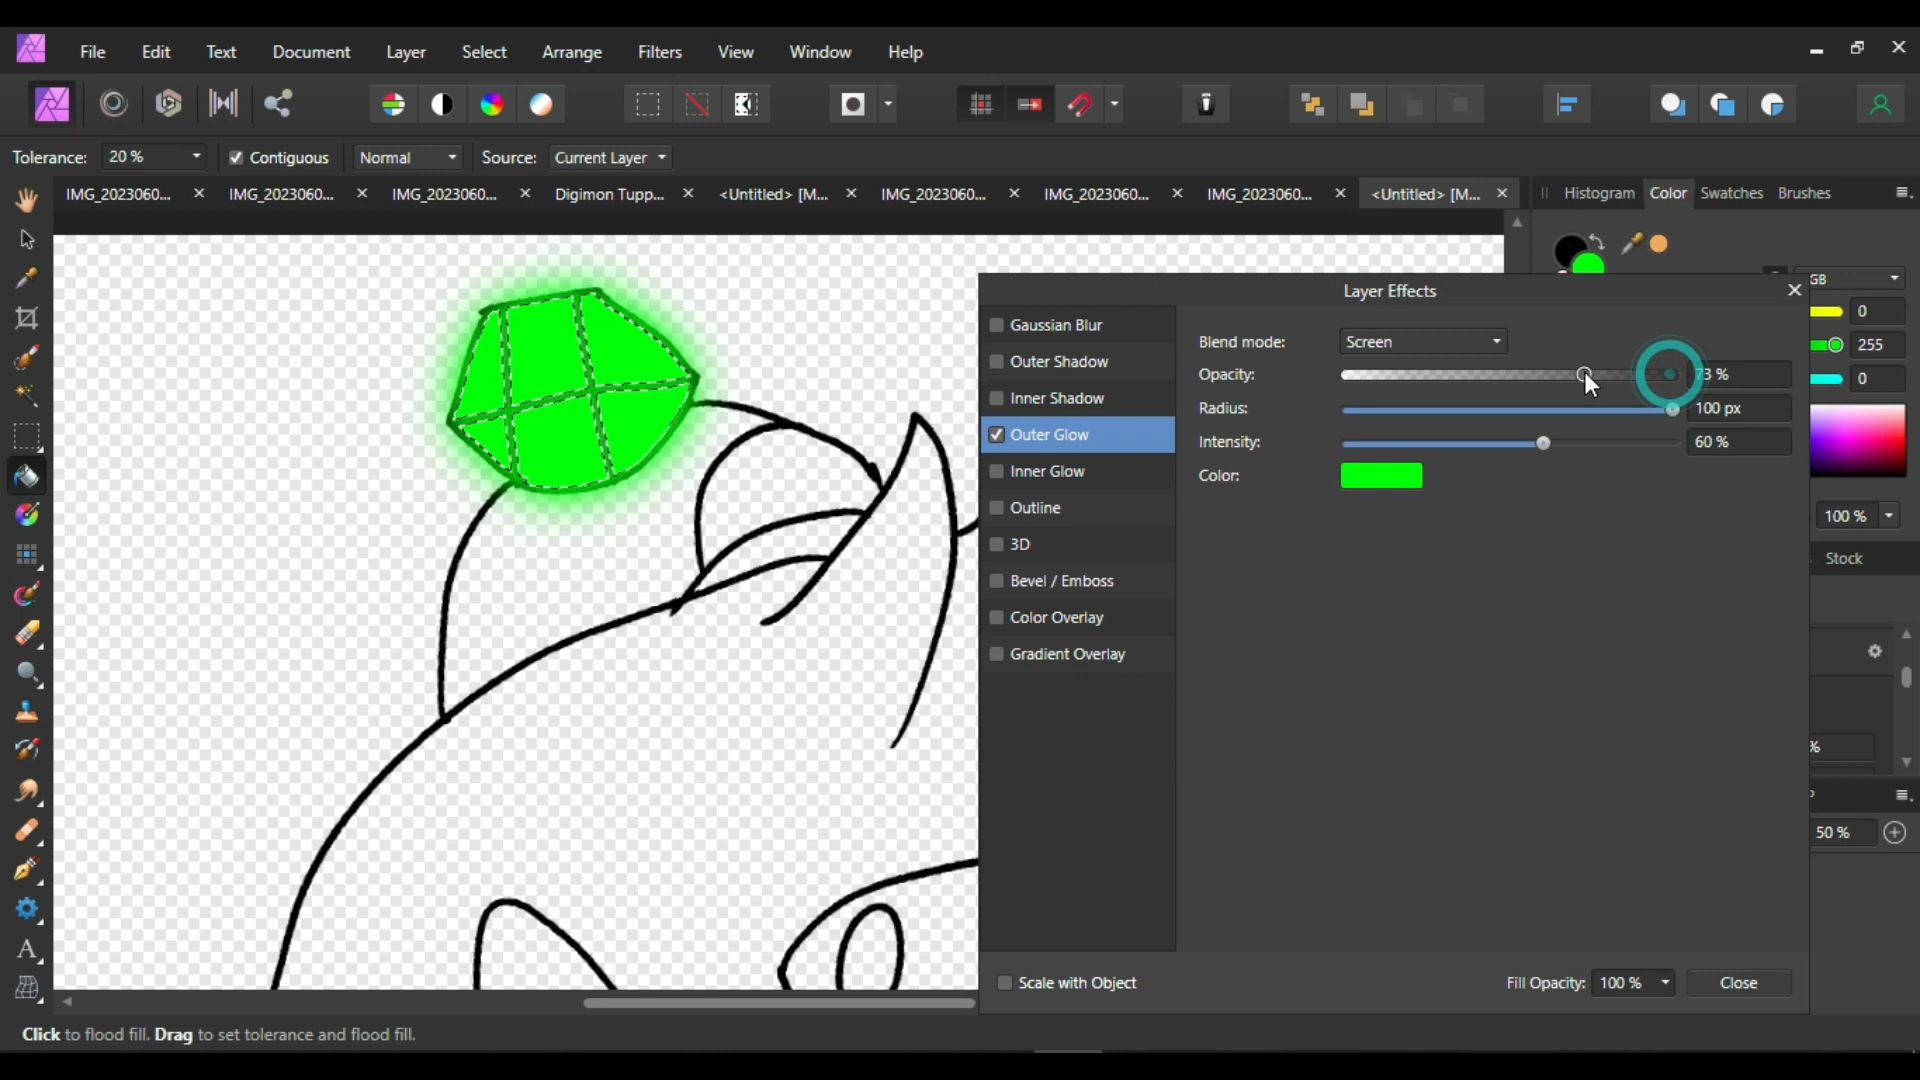 File Edit Text Document Layer Select Arrange Filters View Window Help
Tolerance: 20 % Contiguous Normal Source: Current Layer
IMG_2023060... IMG_2023060... IMG_2023060... Digimon Tupp... <Untitled> [M... IMG_2023060... IMG_2023060... IMG_2023060... <Untitled> [M... Histogram Color Swatches Brushes
GB
0
255
0
100 %
Stock
%
50 %
Layer Effects
Gaussian Blur
Outer Shadow
Inner Shadow
Outer Glow
Inner Glow
Outline
3D
Bevel / Emboss
Color Overlay
Gradient Overlay
Blend mode: Screen
Opacity: 73 %
Radius: 100 px
Intensity: 60 %
Color:
Scale with Object Fill Opacity: 100 % Close
Click to flood fill. Drag to set tolerance and flood fill.